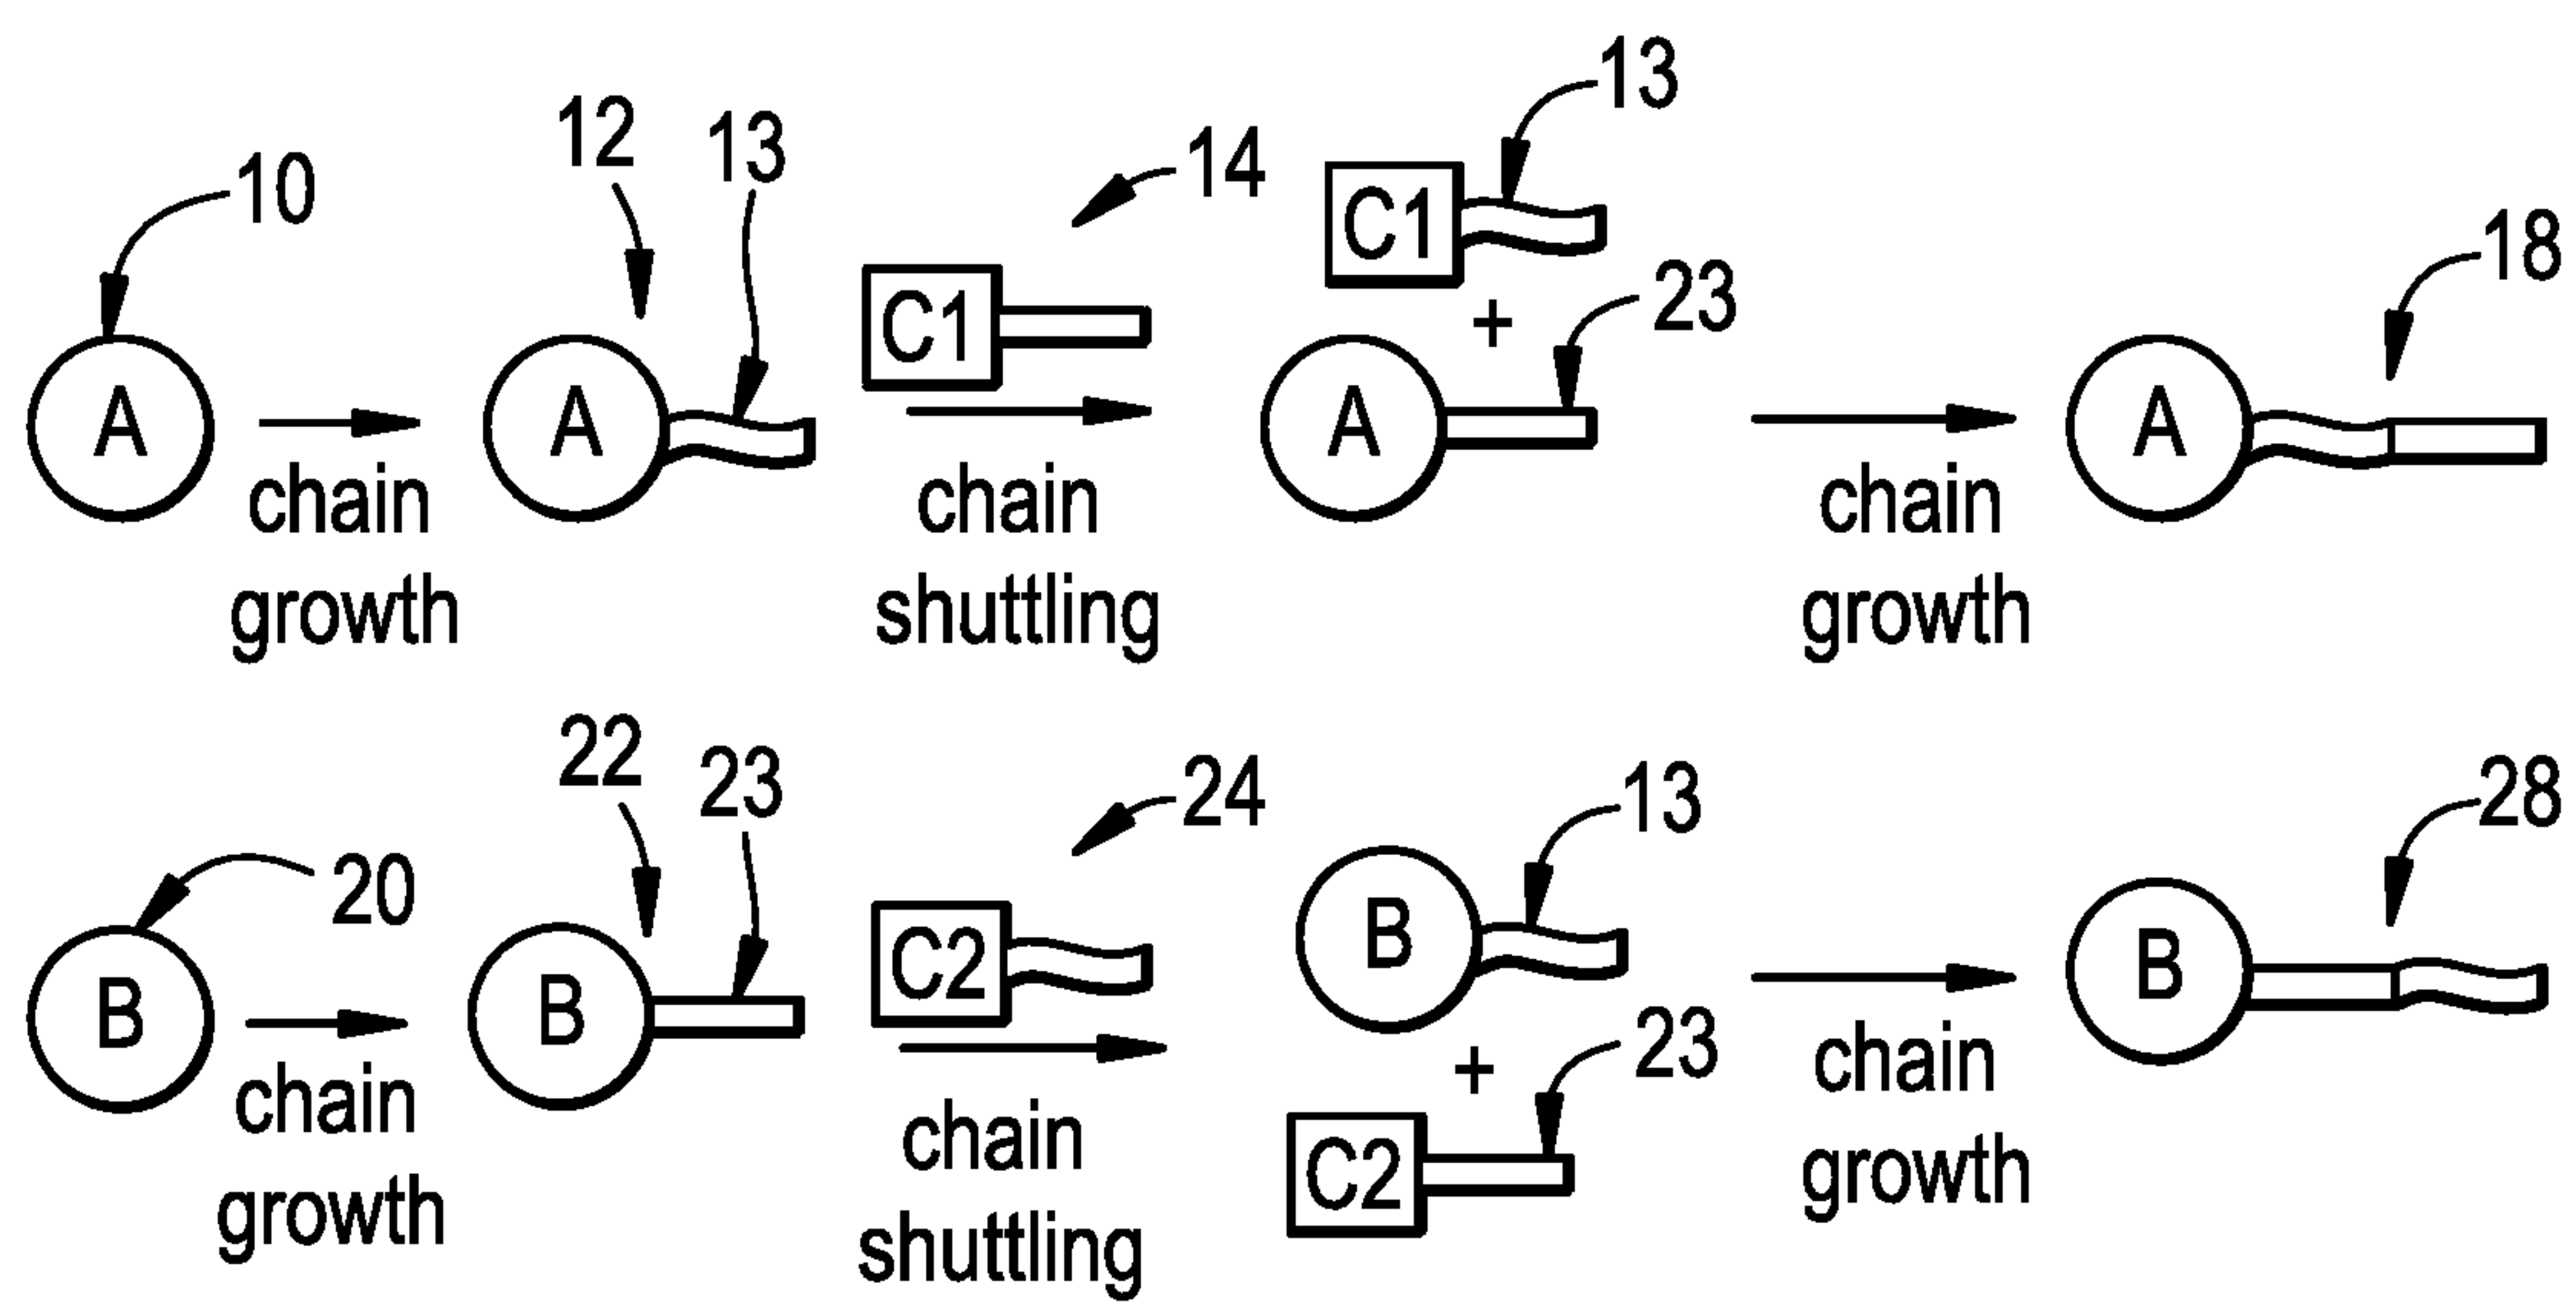 10
12
13
14
13
23
18
A
A
C1
C1
+
A
A
chain
growth
chain
shuttling
chain
growth
20
22
23
24
13
23
28
B
B
C2
B
+
C2
B
chain
growth
chain
shuttling
chain
growth